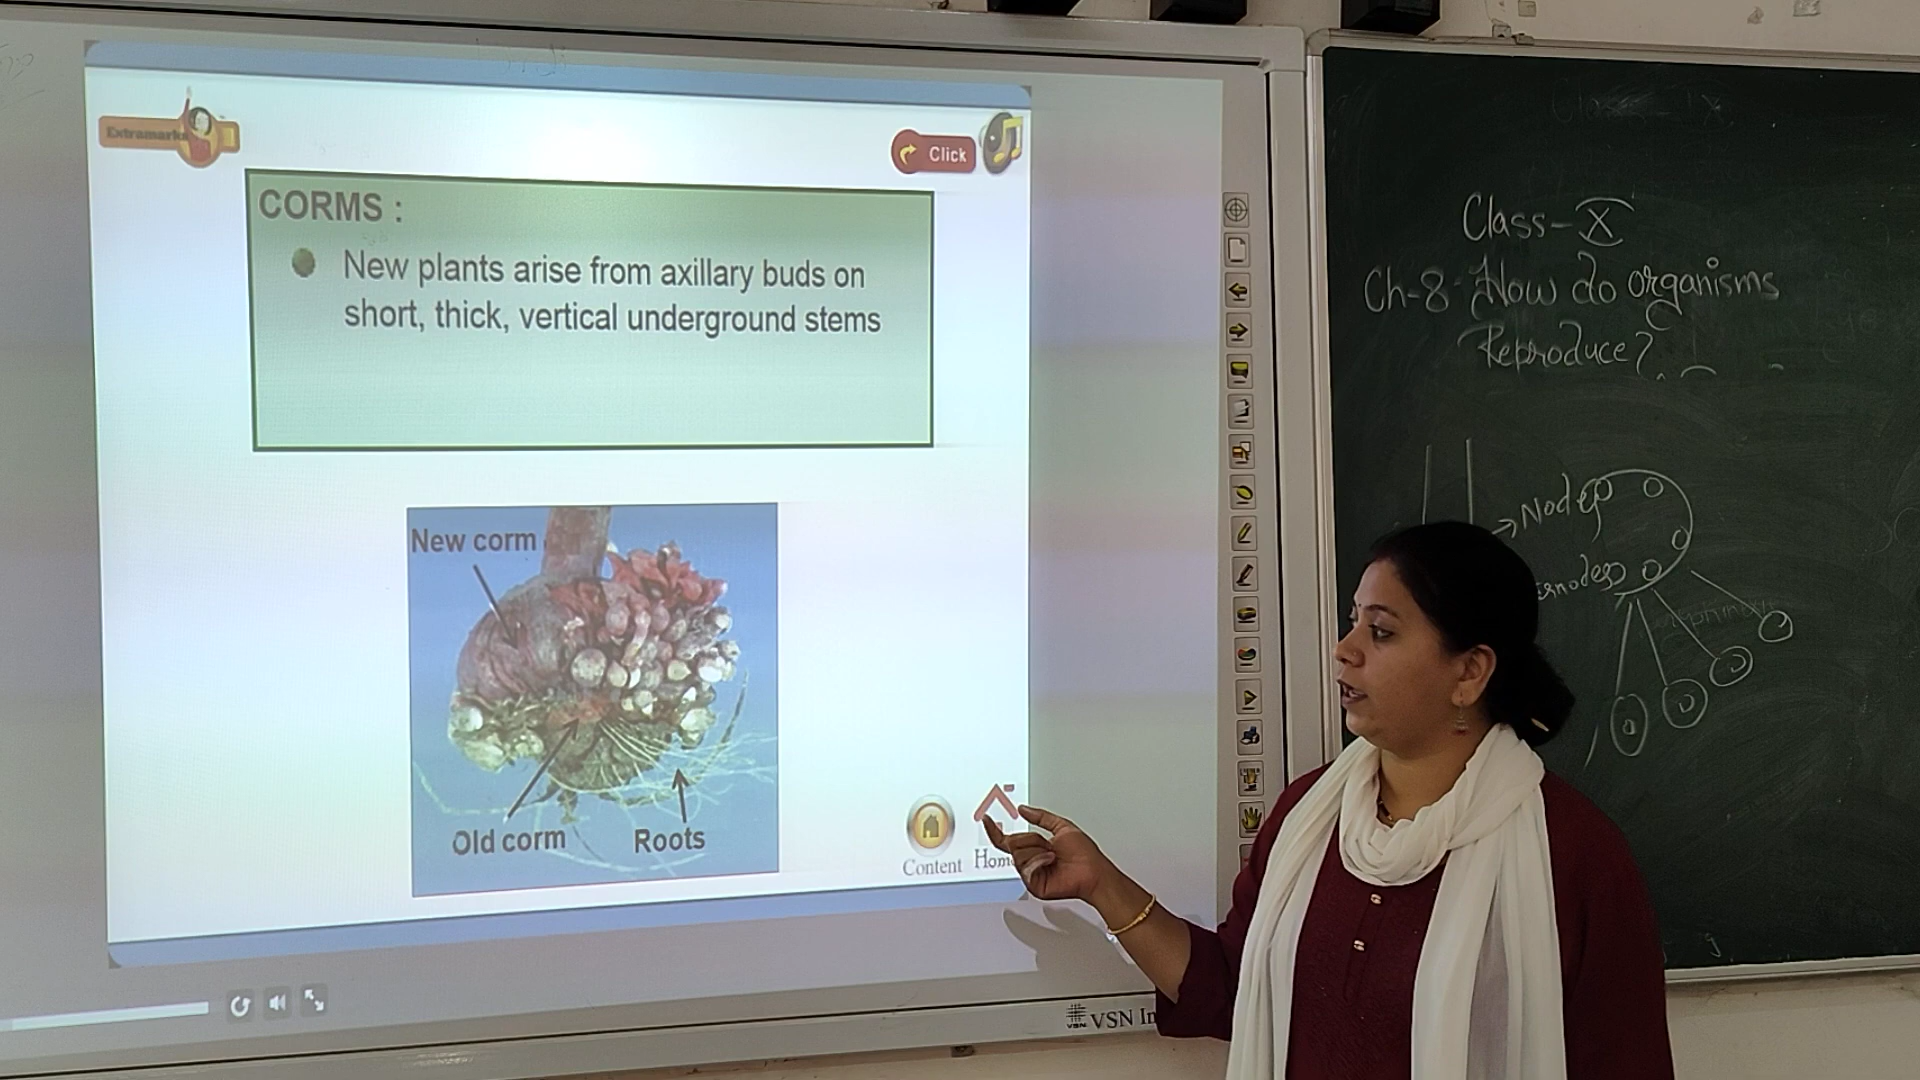 Extramarks
Click
CORMS :
New plants arise from axillary buds on
short, thick, vertical underground stems
New corm
Old corm
Roots
Content
Home
VSN In
Class-X
Ch-8 How do organisms
Reproduce?
Node